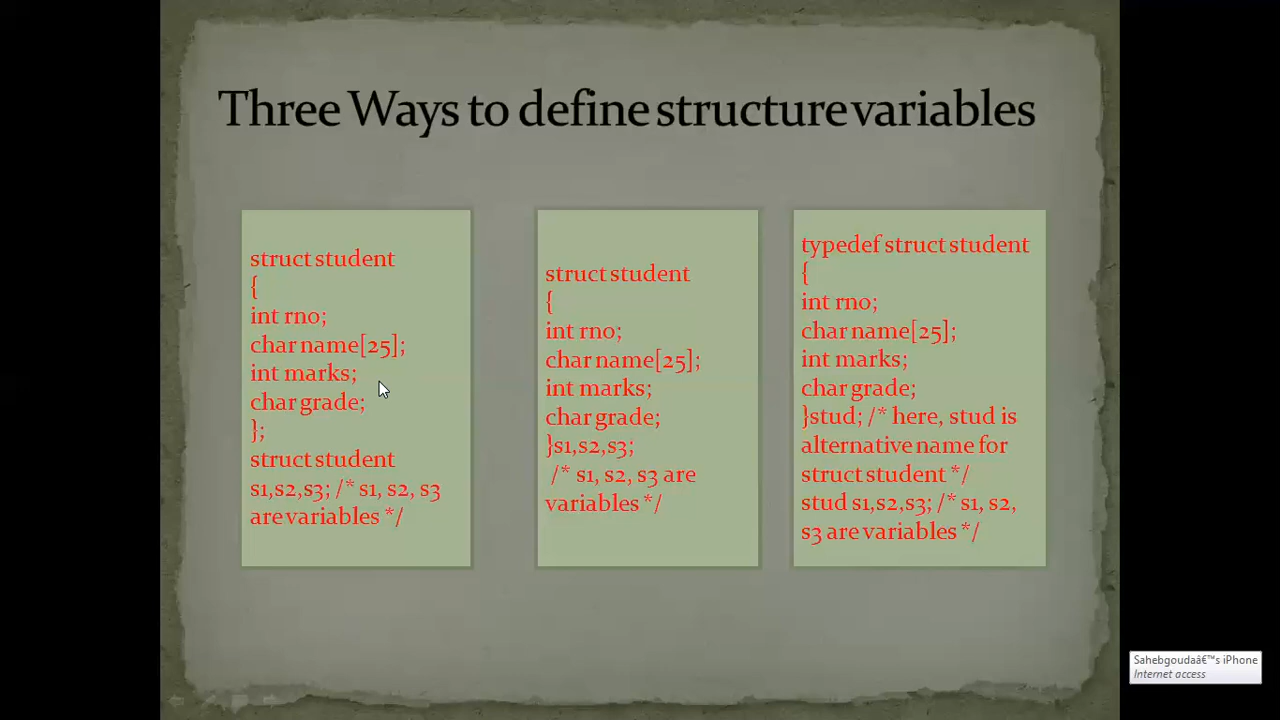 Three Ways to define structure variables
struct student
{
int rno;
char name[25];
int marks;
char grade;
};
struct student
s1,s2,s3; /* s1, s2, s3
are variables */
struct student
{
int rno;
char name[25];
int marks;
char grade;
}s1,s2,s3;
/* s1, s2, s3 are
variables */
typedef struct student
{
int rno;
char name[25];
int marks;
char grade;
}stud; /* here, stud is
alternative name for
struct student */
stud s1,s2,s3; /* s1, s2,
s3 are variables */
Sahebgoudaâ€™s iPhone
Internet access